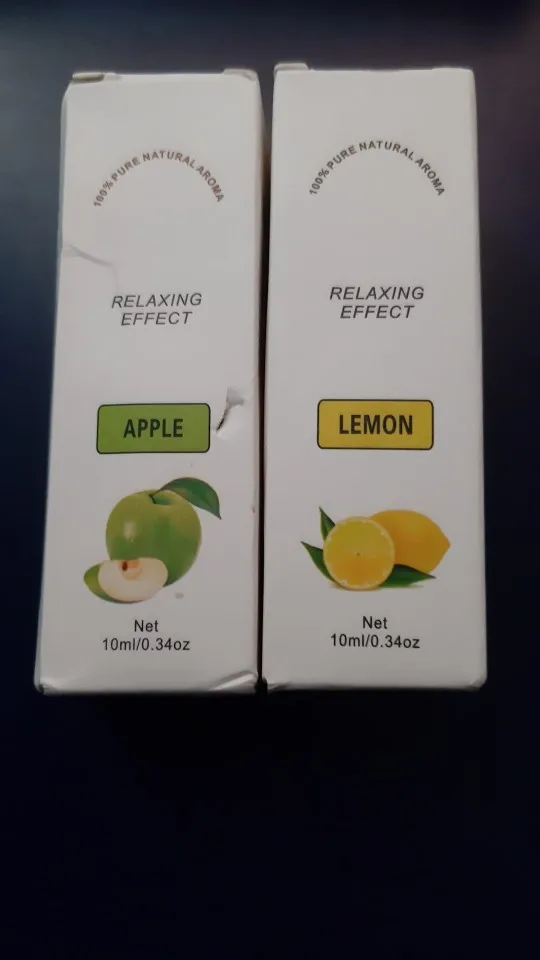 100% PURE NATURAL AROMA
RELAXING
EFFECT
APPLE
Net
10ml/0.34oz
100% PURE NATURAL AROMA
RELAXING
EFFECT
LEMON
Net
10ml/0.34oz